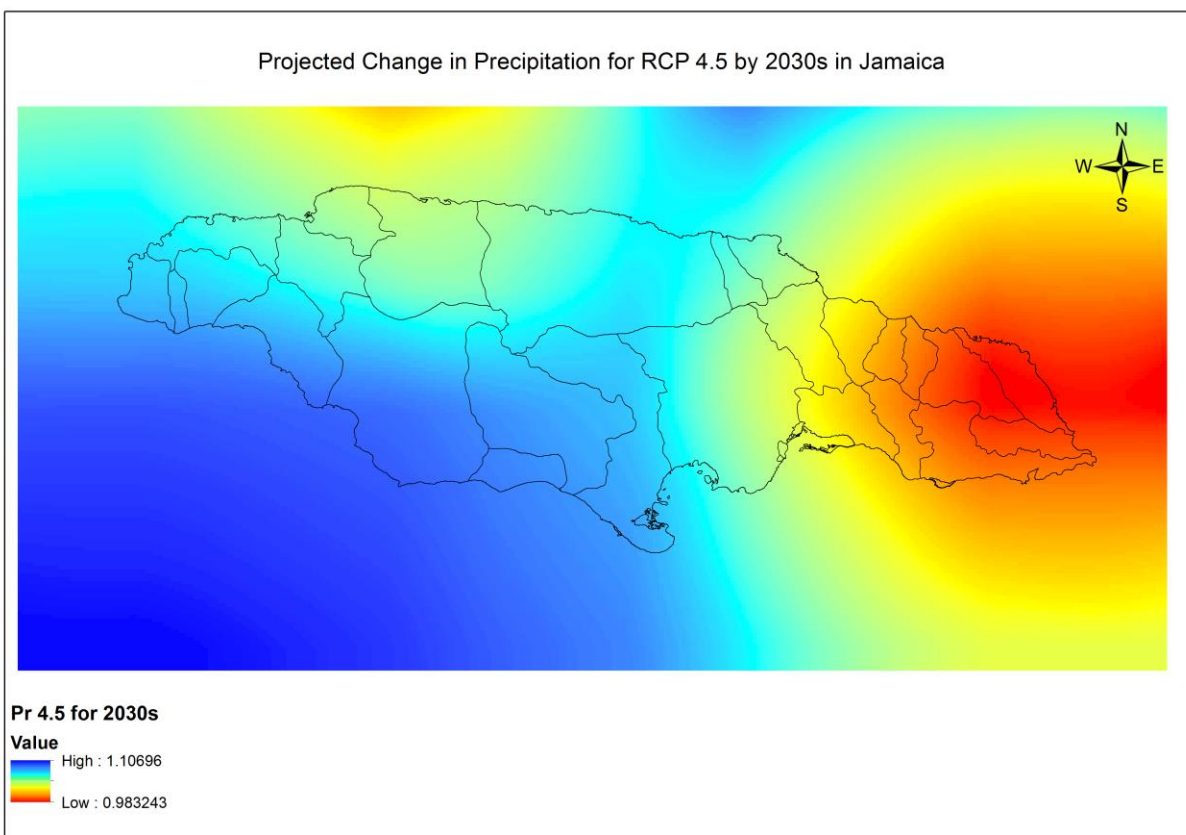 Projected Change in Precipitation for RCP 4.5 by 2030s in Jamaica
N
W E
S
Pr 4.5 for 2030s
Value
High : 1.10696
Low : 0.983243